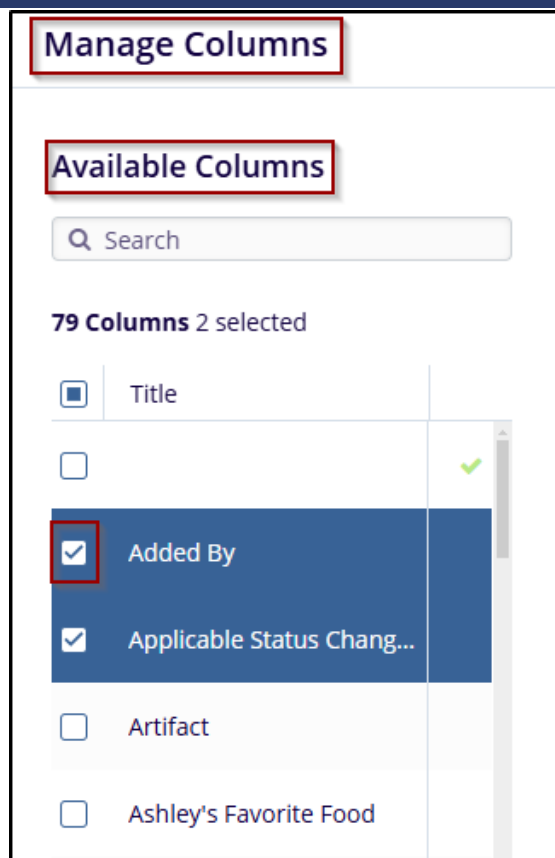 Manage Columns
Available Columns
Search
79 Columns 2 selected
Title
Added By
Applicable Status Chang...
Artifact
Ashley's Favorite Food